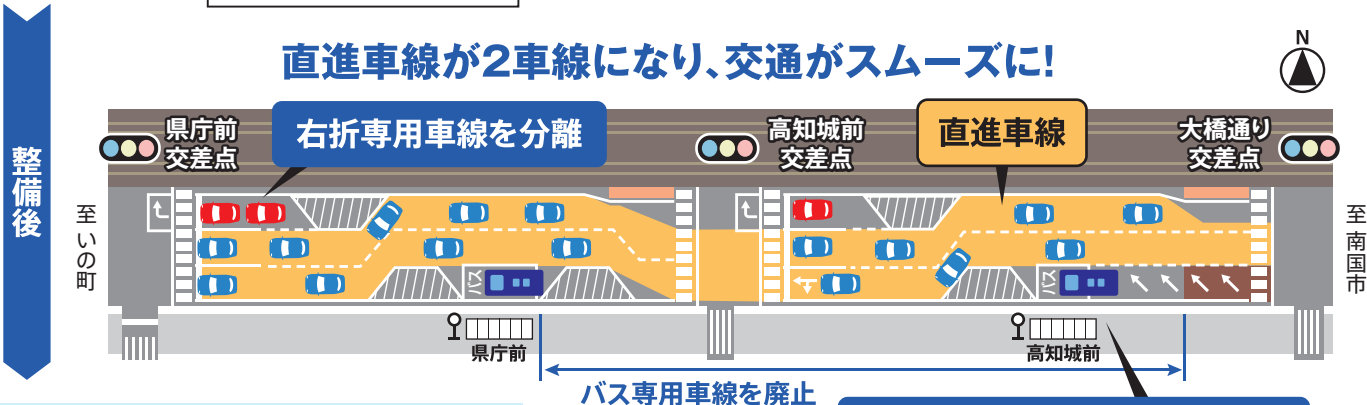 整備後
直進車線が2車線になり、交通がスムーズに!
N
県庁前
交差点
右折専用車線を分離
高知城前
交差点
直進車線
大橋通り
交差点
至 いの町
至 南国市
バス
バス
県庁前
高知城前
バス専用車線を廃止